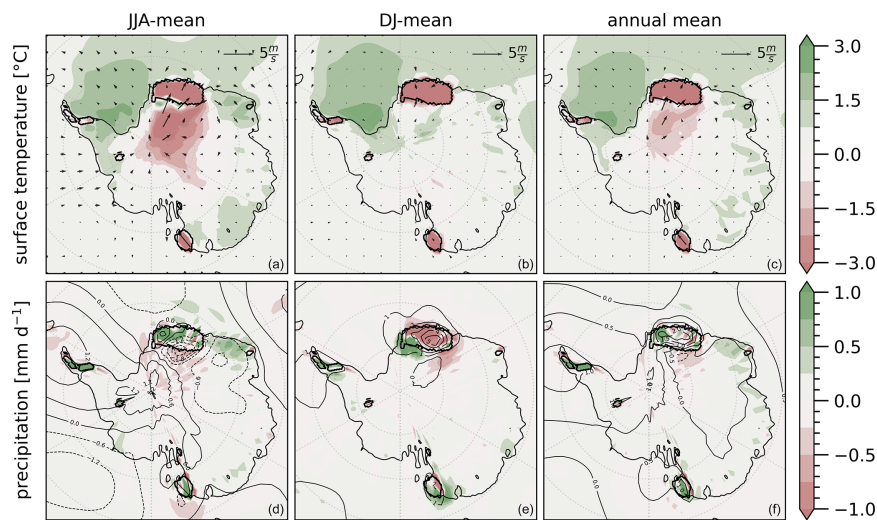 JJA-mean DJ-mean annual mean
surface temperature [°C]
5 m/s 5 m/s 5 m/s
3.0
1.5
0.0
−1.5
−3.0
(a) (b) (c)
precipitation [mm d⁻¹]
1.0
0.5
0.0
−0.5
−1.0
(d) (e) (f)